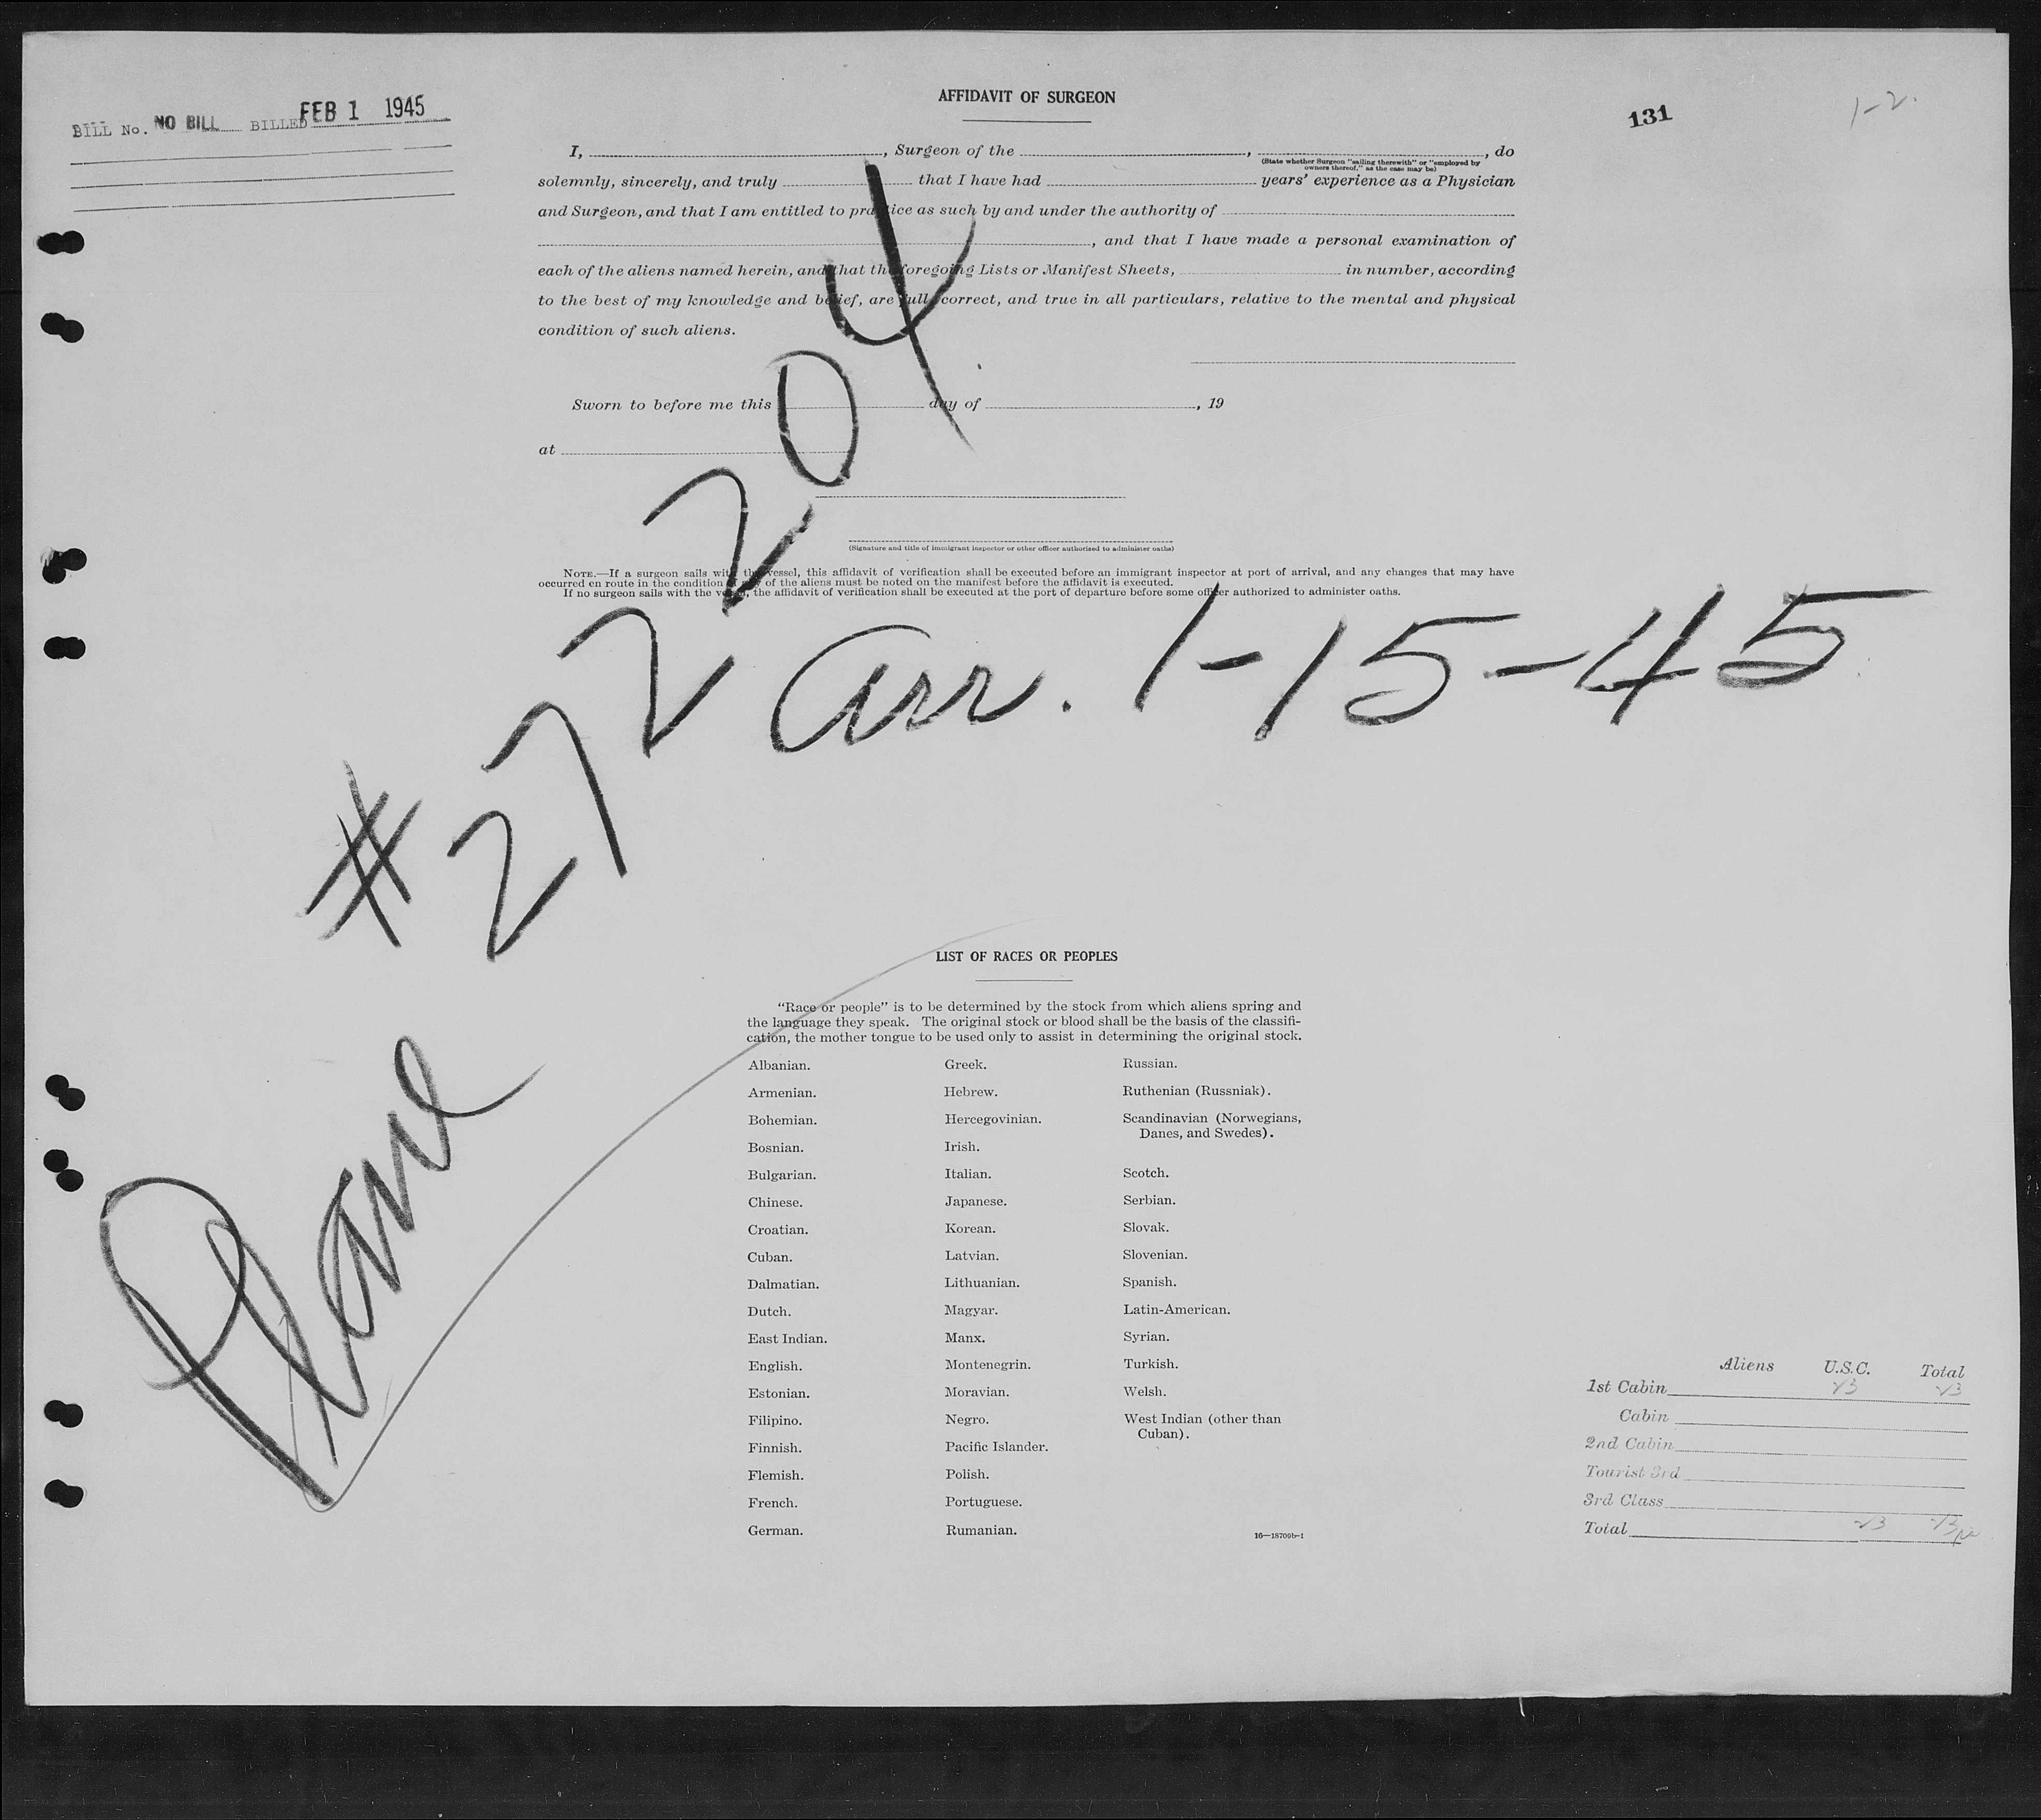 BILL No. NO BILL BILLED FEB 1 1945
AFFIDAVIT OF SURGEON
131
1-2.
I, , Surgeon of the , , do
(State whether Surgeon "sailing therewith" or "employed by
owners thereof," as the case may be)
solemnly, sincerely, and truly that I have had years' experience as a Physician
and Surgeon, and that I am entitled to practice as such by and under the authority of
, and that I have made a personal examination of
each of the aliens named herein, and that the foregoing Lists or Manifest Sheets, in number, according
to the best of my knowledge and belief, are full, correct, and true in all particulars, relative to the mental and physical
condition of such aliens.
Sworn to before me this day of , 19
at
(Signature and title of immigrant inspector or other officer authorized to administer oaths)
NOTE.—If a surgeon sails with the vessel, this affidavit of verification shall be executed before an immigrant inspector at port of arrival, and any changes that may have
occurred en route in the condition of any of the aliens must be noted on the manifest before the affidavit is executed.
If no surgeon sails with the vessel, the affidavit of verification shall be executed at the port of departure before some officer authorized to administer oaths.
Plane # 272204
arr. 1-15-45
LIST OF RACES OR PEOPLES
"Race or people" is to be determined by the stock from which aliens spring and
the language they speak. The original stock or blood shall be the basis of the classifi-
cation, the mother tongue to be used only to assist in determining the original stock.
Albanian.
Armenian.
Bohemian.
Bosnian.
Bulgarian.
Chinese.
Croatian.
Cuban.
Dalmatian.
Dutch.
East Indian.
English.
Estonian.
Filipino.
Finnish.
Flemish.
French.
German.
Greek.
Hebrew.
Hercegovinian.
Irish.
Italian.
Japanese.
Korean.
Latvian.
Lithuanian.
Magyar.
Manx.
Montenegrin.
Moravian.
Negro.
Pacific Islander.
Polish.
Portuguese.
Rumanian.
Russian.
Ruthenian (Russniak).
Scandinavian (Norwegians,
Danes, and Swedes).
Scotch.
Serbian.
Slovak.
Slovenian.
Spanish.
Latin-American.
Syrian.
Turkish.
Welsh.
West Indian (other than
Cuban).
16—18709b-1
Aliens U.S.C. Total
1st Cabin
Cabin
2nd Cabin
Tourist 3rd
3rd Class
Total